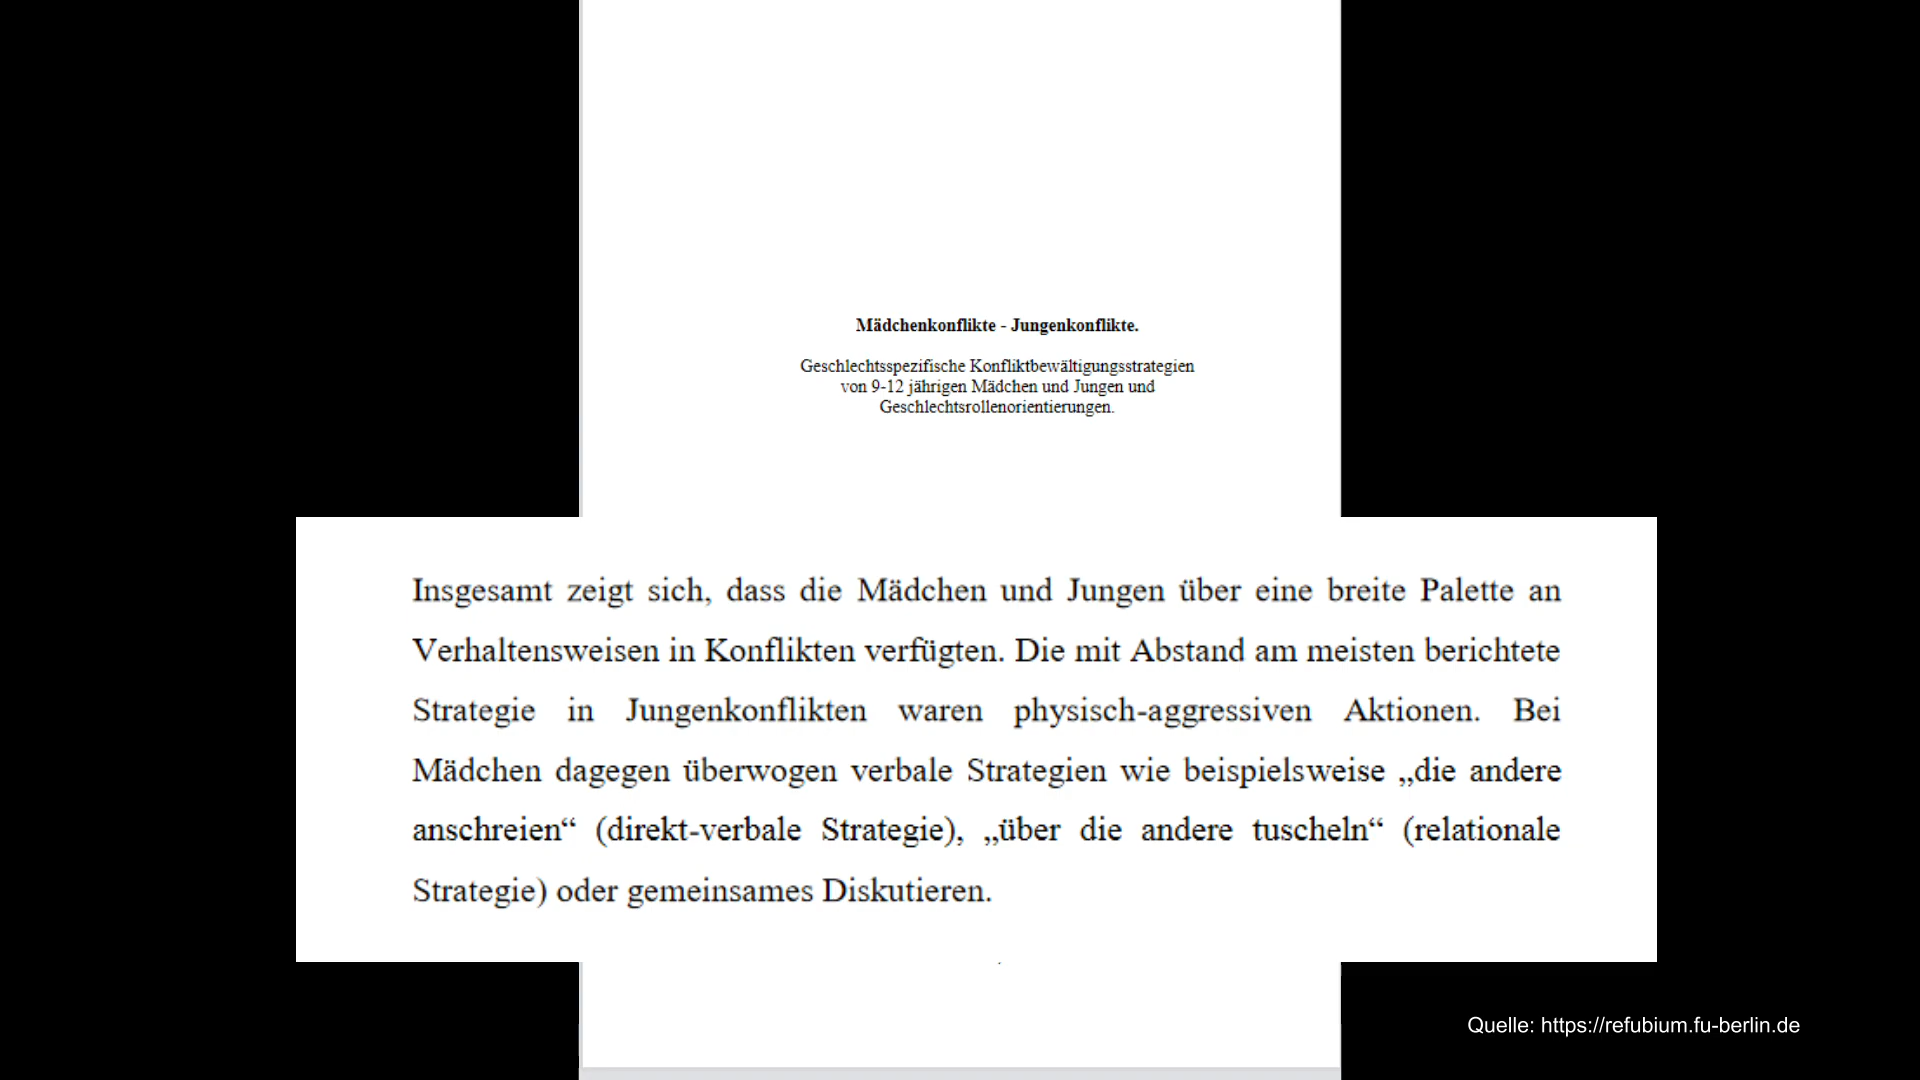 Mädchenkonflikte - Jungenkonflikte.
Geschlechtsspezifische Konfliktbewältigungsstrategien
von 9-12 jährigen Mädchen und Jungen und
Geschlechtsrollenorientierungen.
Insgesamt zeigt sich, dass die Mädchen und Jungen über eine breite Palette an
Verhaltensweisen in Konflikten verfügten. Die mit Abstand am meisten berichtete
Strategie in Jungenkonflikten waren physisch-aggressiven Aktionen. Bei
Mädchen dagegen überwogen verbale Strategien wie beispielsweise „die andere
anschreien“ (direkt-verbale Strategie), „über die andere tuscheln“ (relationale
Strategie) oder gemeinsames Diskutieren.
Quelle: https://refubium.fu-berlin.de